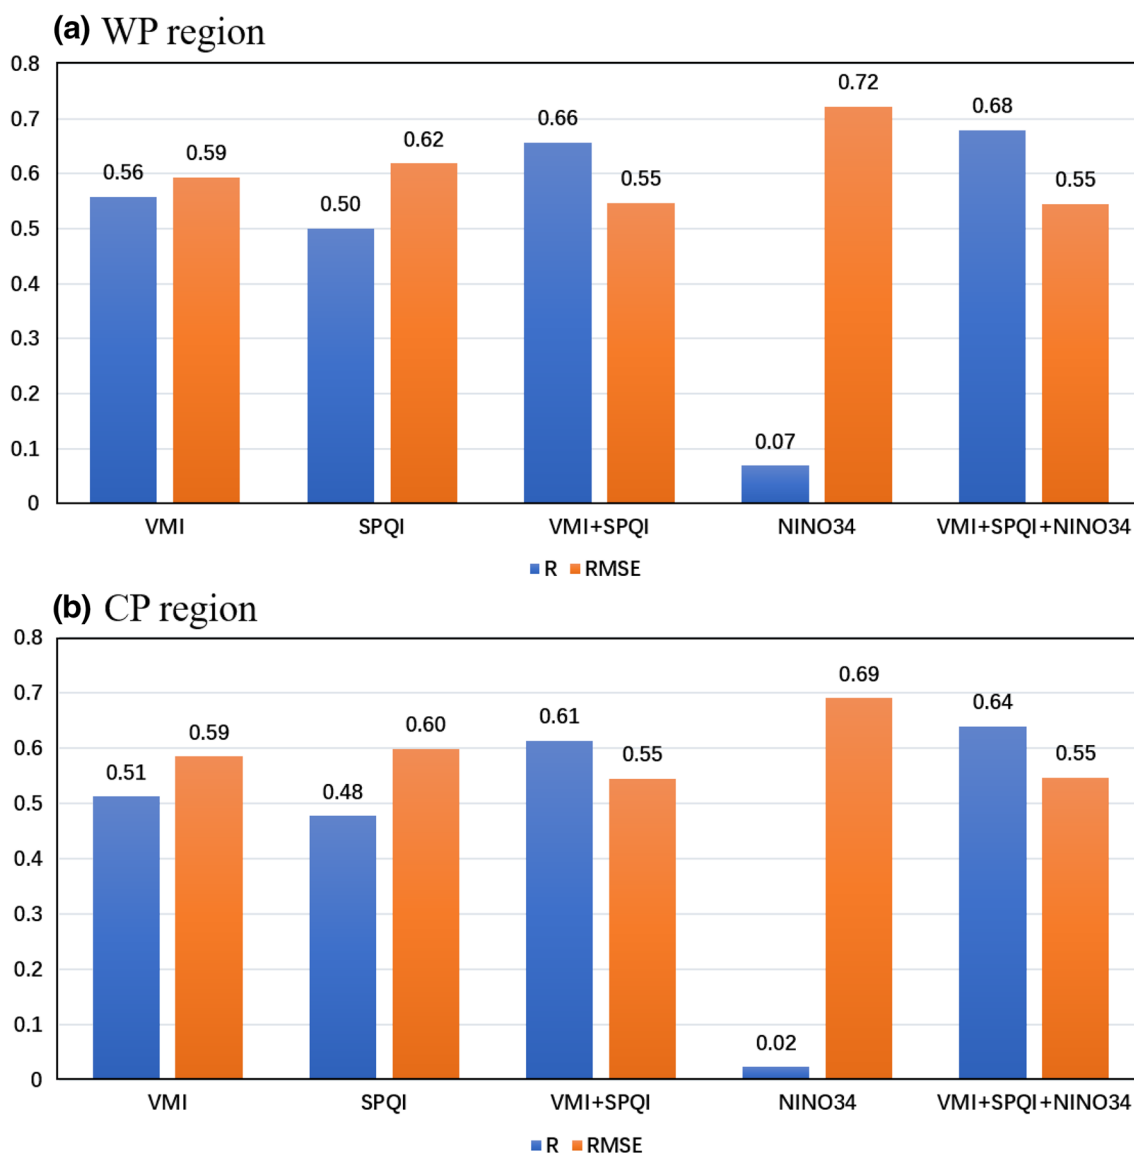 (a) WP region
0.8
0.7
0.6
0.5
0.4
0.3
0.2
0.1
0
0.56 0.59 0.50 0.62 0.66 0.55 0.07 0.72 0.68 0.55
VMI SPQI VMI+SPQI NINO34 VMI+SPQI+NINO34
R RMSE
(b) CP region
0.8
0.7
0.6
0.5
0.4
0.3
0.2
0.1
0
0.51 0.59 0.48 0.60 0.61 0.55 0.02 0.69 0.64 0.55
VMI SPQI VMI+SPQI NINO34 VMI+SPQI+NINO34
R RMSE